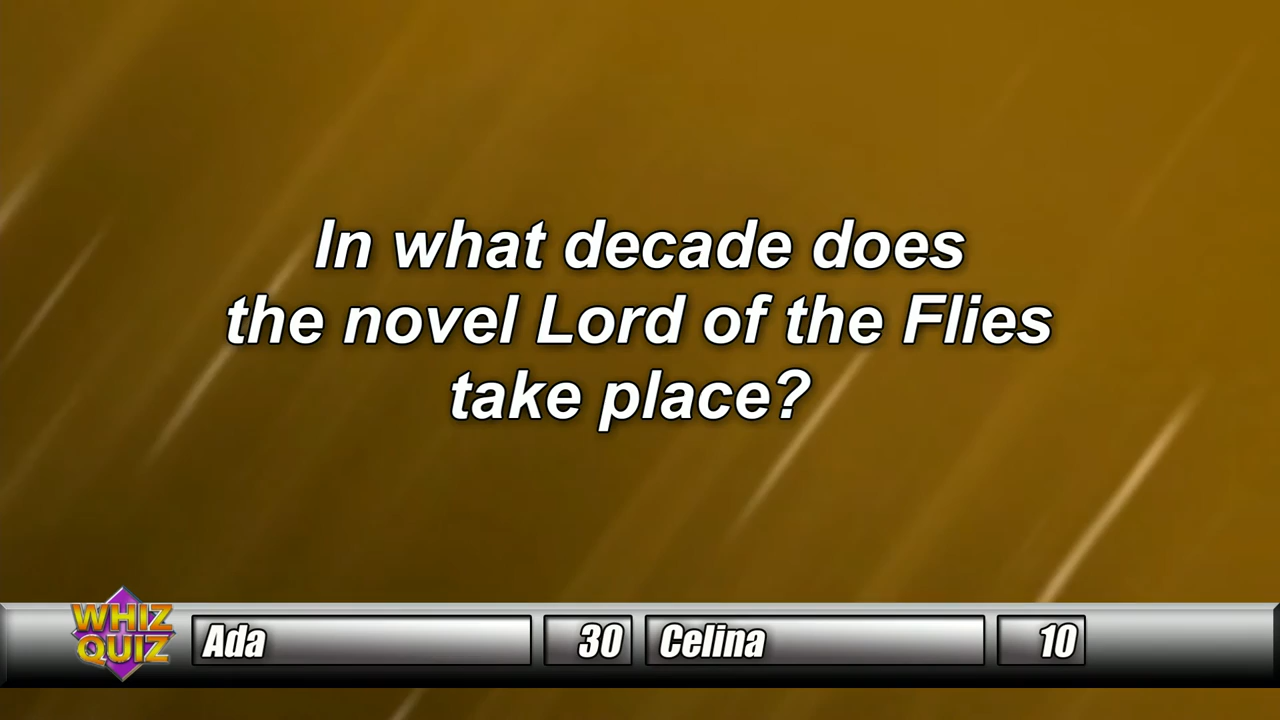 In what decade does
the novel Lord of the Flies
take place?
WHIZ
QUIZ
Ada 30 Celina 10